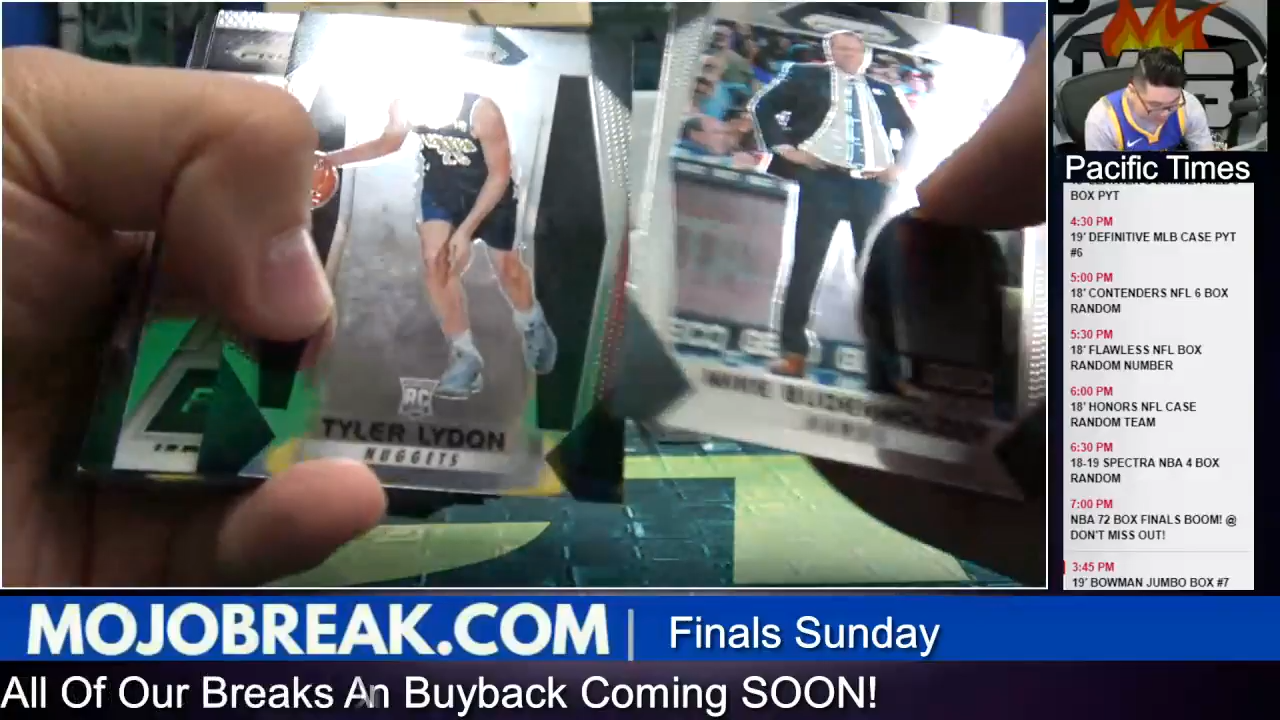 TYLER LYDON
NUGGETS
RC
Pacific Times
BOX PYT
4:30 PM
19' DEFINITIVE MLB CASE PYT
#6
5:00 PM
18' CONTENDERS NFL 6 BOX
RANDOM
5:30 PM
18' FLAWLESS NFL BOX
RANDOM NUMBER
6:00 PM
18' HONORS NFL CASE
RANDOM TEAM
6:30 PM
18-19 SPECTRA NBA 4 BOX
RANDOM
7:00 PM
NBA 72 BOX FINALS BOOM! @
DON'T MISS OUT!
3:45 PM
19' BOWMAN JUMBO BOX #7
MOJOBREAK.COM
Finals Sunday
All Of Our Breaks An Buyback Coming SOON!